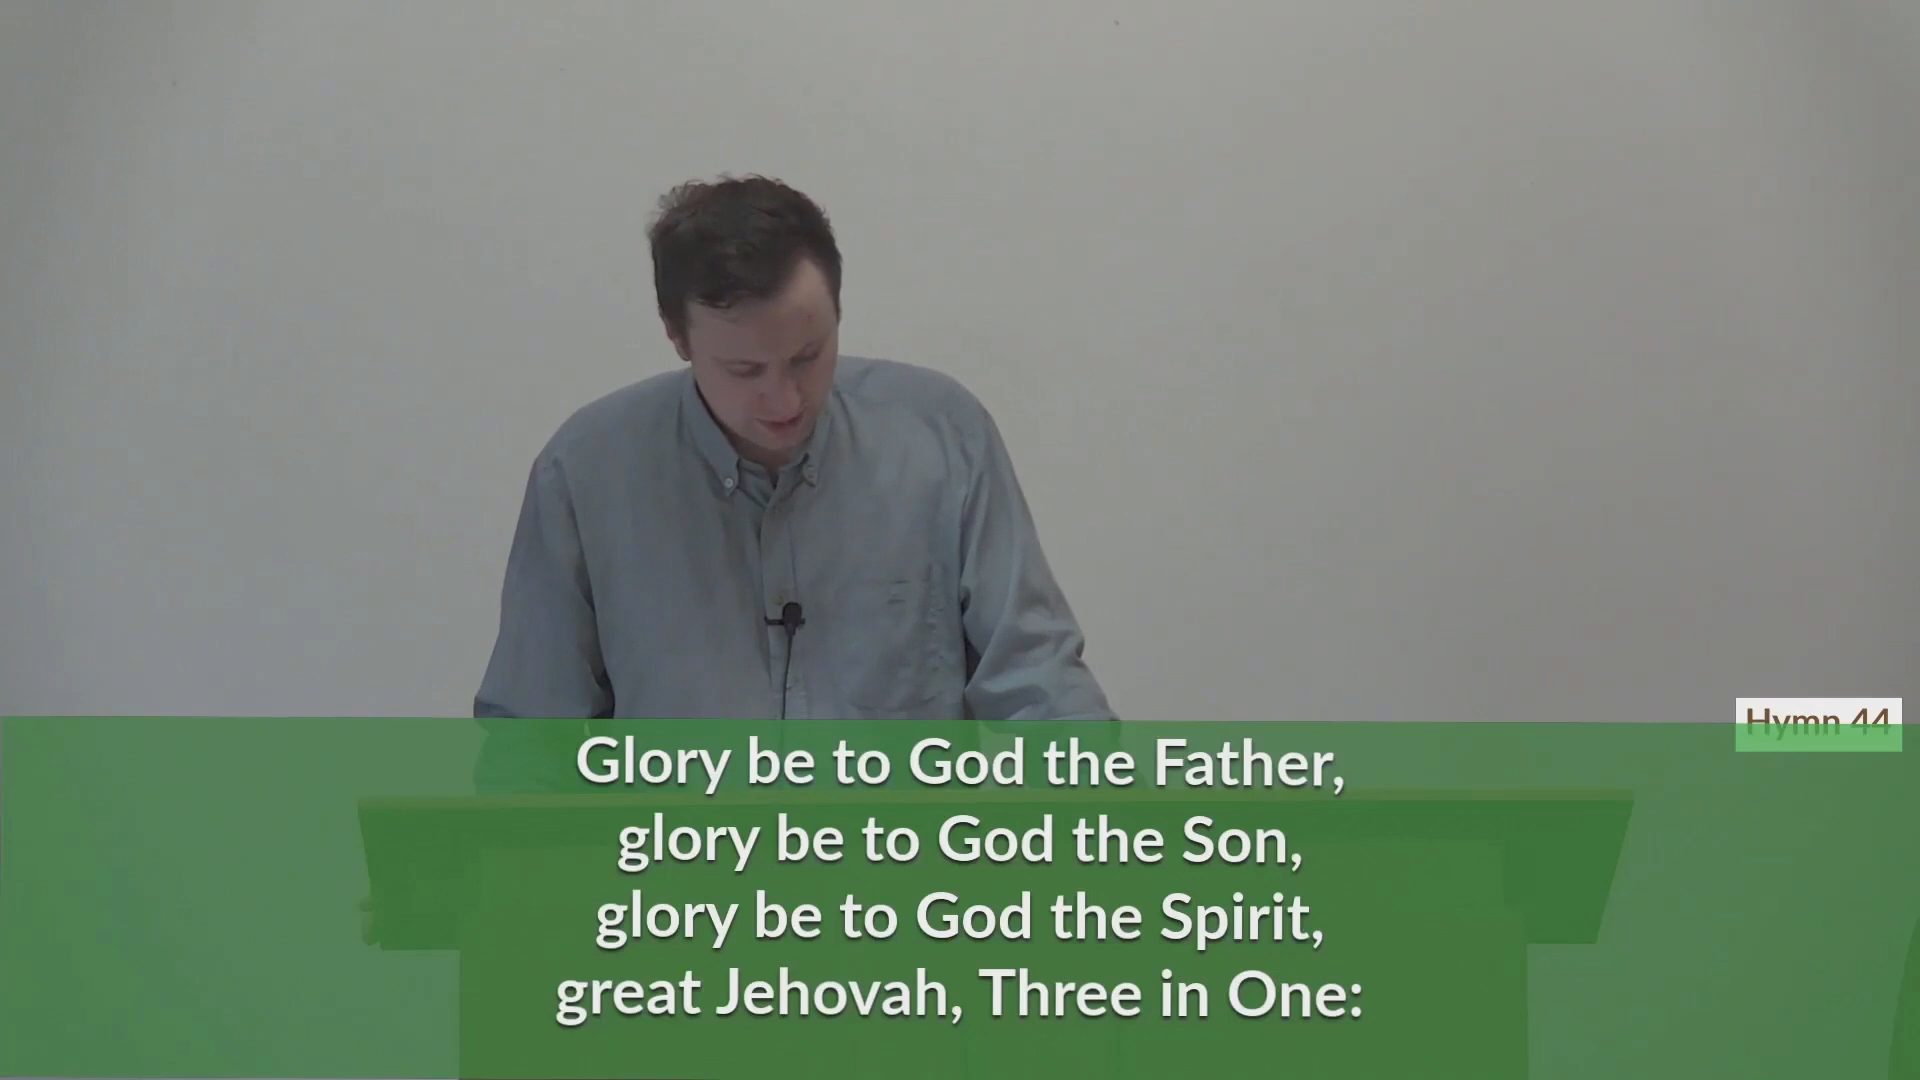 Hymn 44
Glory be to God the Father,
glory be to God the Son,
glory be to God the Spirit,
great Jehovah, Three in One: